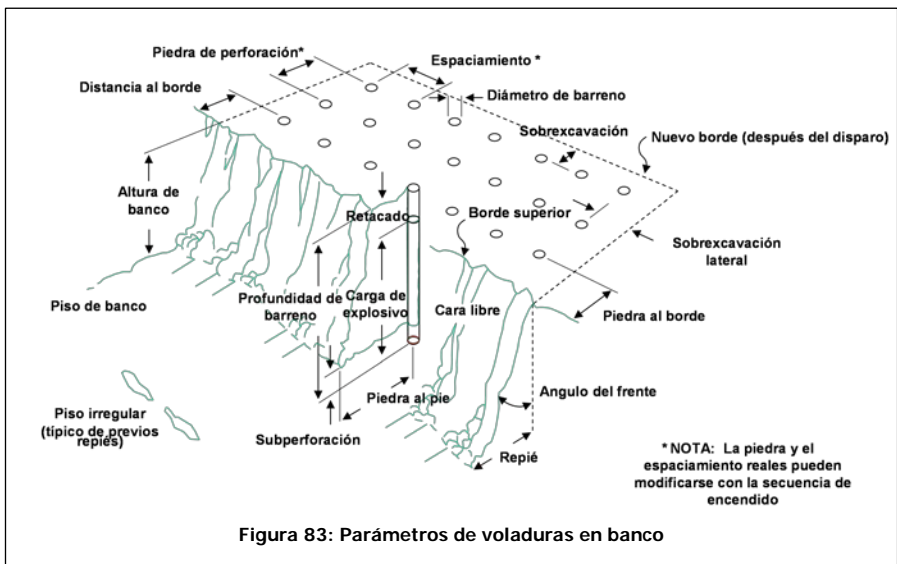 Piedra de perforación*
Espaciamiento *
Distancia al borde
Diámetro de barreno
Sobrexcavación
Nuevo borde (después del disparo)
Altura de
banco
Retacado
Borde superior
Sobrexcavación
lateral
Piso de banco
Profundidad de
barreno
Carga de
explosivo
Cara libre
Piedra al borde
Piedra al pie
Angulo del frente
Piso irregular
(típico de previos
repiés)
Subperforación
Repié
*NOTA: La piedra y el
espaciamiento reales pueden
modificarse con la secuencia de
encendido
Figura 83: Parámetros de voladuras en banco